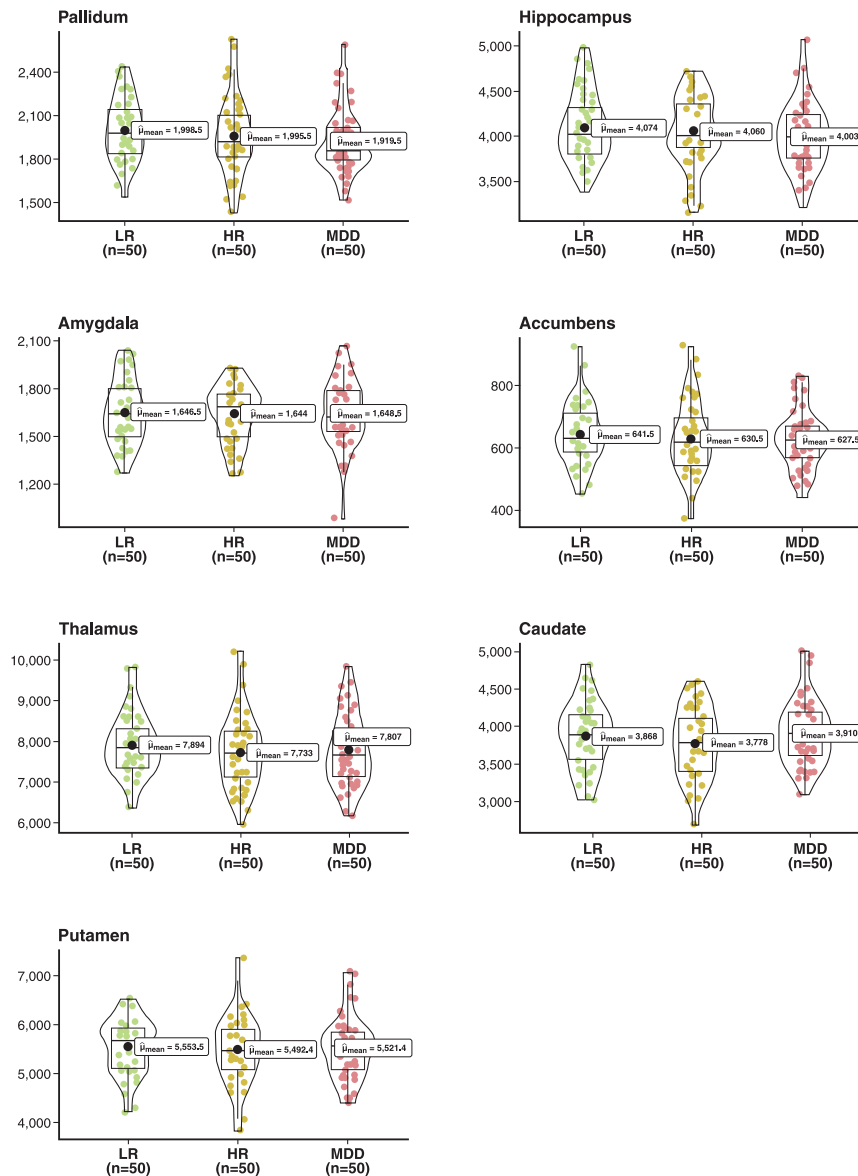 Pallidum
2,400
2,100
1,800
1,500
μ̂mean = 1,998.5
μ̂mean = 1,995.5
μ̂mean = 1,919.5
LR
(n=50)
HR
(n=50)
MDD
(n=50)
Hippocampus
5,000
4,500
4,000
3,500
μ̂mean = 4,074
μ̂mean = 4,060
μ̂mean = 4,003
LR
(n=50)
HR
(n=50)
MDD
(n=50)
Amygdala
2,100
1,800
1,500
1,200
μ̂mean = 1,646.5
μ̂mean = 1,644
μ̂mean = 1,648.5
LR
(n=50)
HR
(n=50)
MDD
(n=50)
Accumbens
800
600
400
μ̂mean = 641.5
μ̂mean = 630.5
μ̂mean = 627.5
LR
(n=50)
HR
(n=50)
MDD
(n=50)
Thalamus
10,000
9,000
8,000
7,000
6,000
μ̂mean = 7,894
μ̂mean = 7,733
μ̂mean = 7,807
LR
(n=50)
HR
(n=50)
MDD
(n=50)
Caudate
5,000
4,500
4,000
3,500
3,000
μ̂mean = 3,868
μ̂mean = 3,778
μ̂mean = 3,910
LR
(n=50)
HR
(n=50)
MDD
(n=50)
Putamen
7,000
6,000
5,000
4,000
μ̂mean = 5,553.5
μ̂mean = 5,492.4
μ̂mean = 5,521.4
LR
(n=50)
HR
(n=50)
MDD
(n=50)